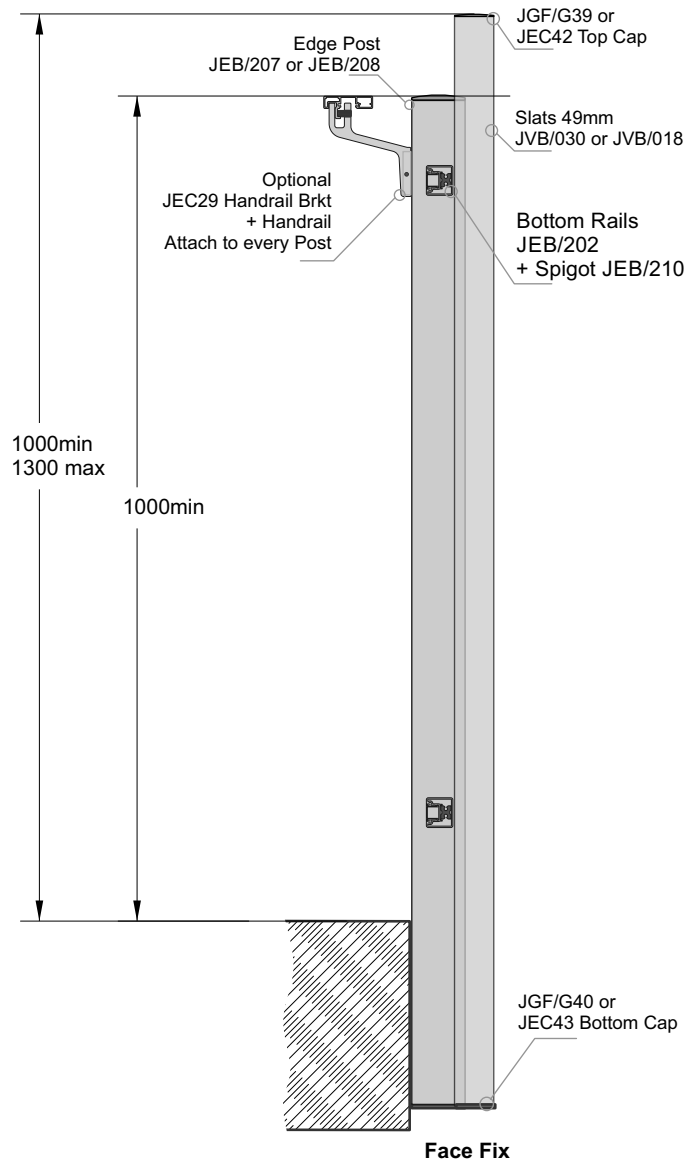 JGF/G39 or
JEC42 Top Cap
Edge Post
JEB/207 or JEB/208
Slats 49mm
JVB/030 or JVB/018
Optional
JEC29 Handrail Brkt
+ Handrail
Attach to every Post
Bottom Rails
JEB/202
+ Spigot JEB/210
1000min
1300 max
1000min
JGF/G40 or
JEC43 Bottom Cap
Face Fix